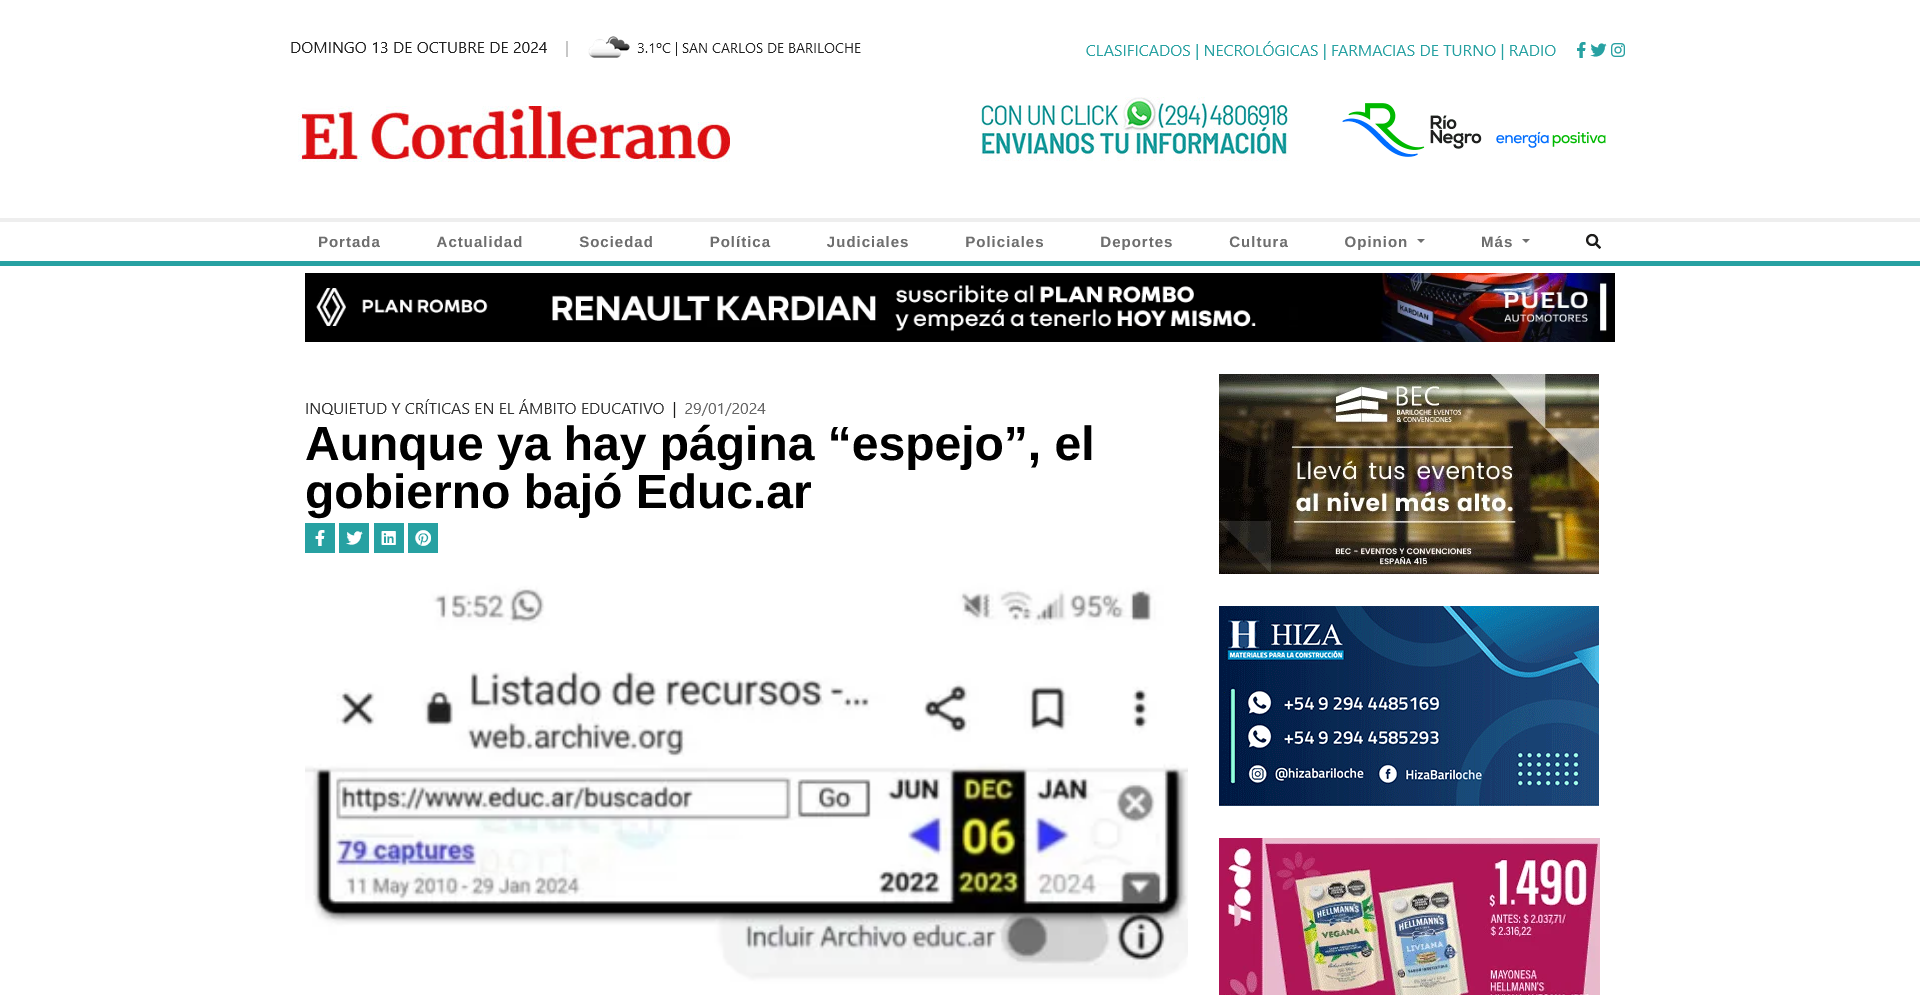 DOMINGO 13 DE OCTUBRE DE 2024 | 3.1ºC | SAN CARLOS DE BARILOCHE
CLASIFICADOS | NECROLÓGICAS | FARMACIAS DE TURNO | RADIO
El Cordillerano
CON UN CLICK (294) 4806918
ENVIANOS TU INFORMACIÓN
Río
Negro
energía positiva
Portada Actualidad Sociedad Política Judiciales Policiales Deportes Cultura Opinion Más
PLAN ROMBO
RENAULT KARDIAN
suscribite al PLAN ROMBO
y empezá a tenerlo HOY MISMO.
KARDIAN
PUELO
AUTOMOTORES
INQUIETUD Y CRÍTICAS EN EL ÁMBITO EDUCATIVO | 29/01/2024
Aunque ya hay página “espejo”, el
gobierno bajó Educ.ar
15:52
95%
Listado de recursos -...
web.archive.org
https://www.educ.ar/buscador Go JUN DEC JAN
06
79 captures
11 May 2010 - 29 Jan 2024
2022 2023 2024
Incluir Archivo educ.ar
BEC
BARILOCHE EVENTOS
& CONVENCIONES
Llevá tus eventos
al nivel más alto.
BEC - EVENTOS Y CONVENCIONES
ESPAÑA 415
H HIZA
MATERIALES PARA LA CONSTRUCCIÓN
+54 9 294 4485169
+54 9 294 4585293
@hizabariloche HizaBariloche
todo
$1.490
ANTES: $ 2.037,71/
$ 2.316,22
HELLMANN'S
VEGANA
HELLMANN'S
LIVIANA
MAYONESA
HELLMANN'S